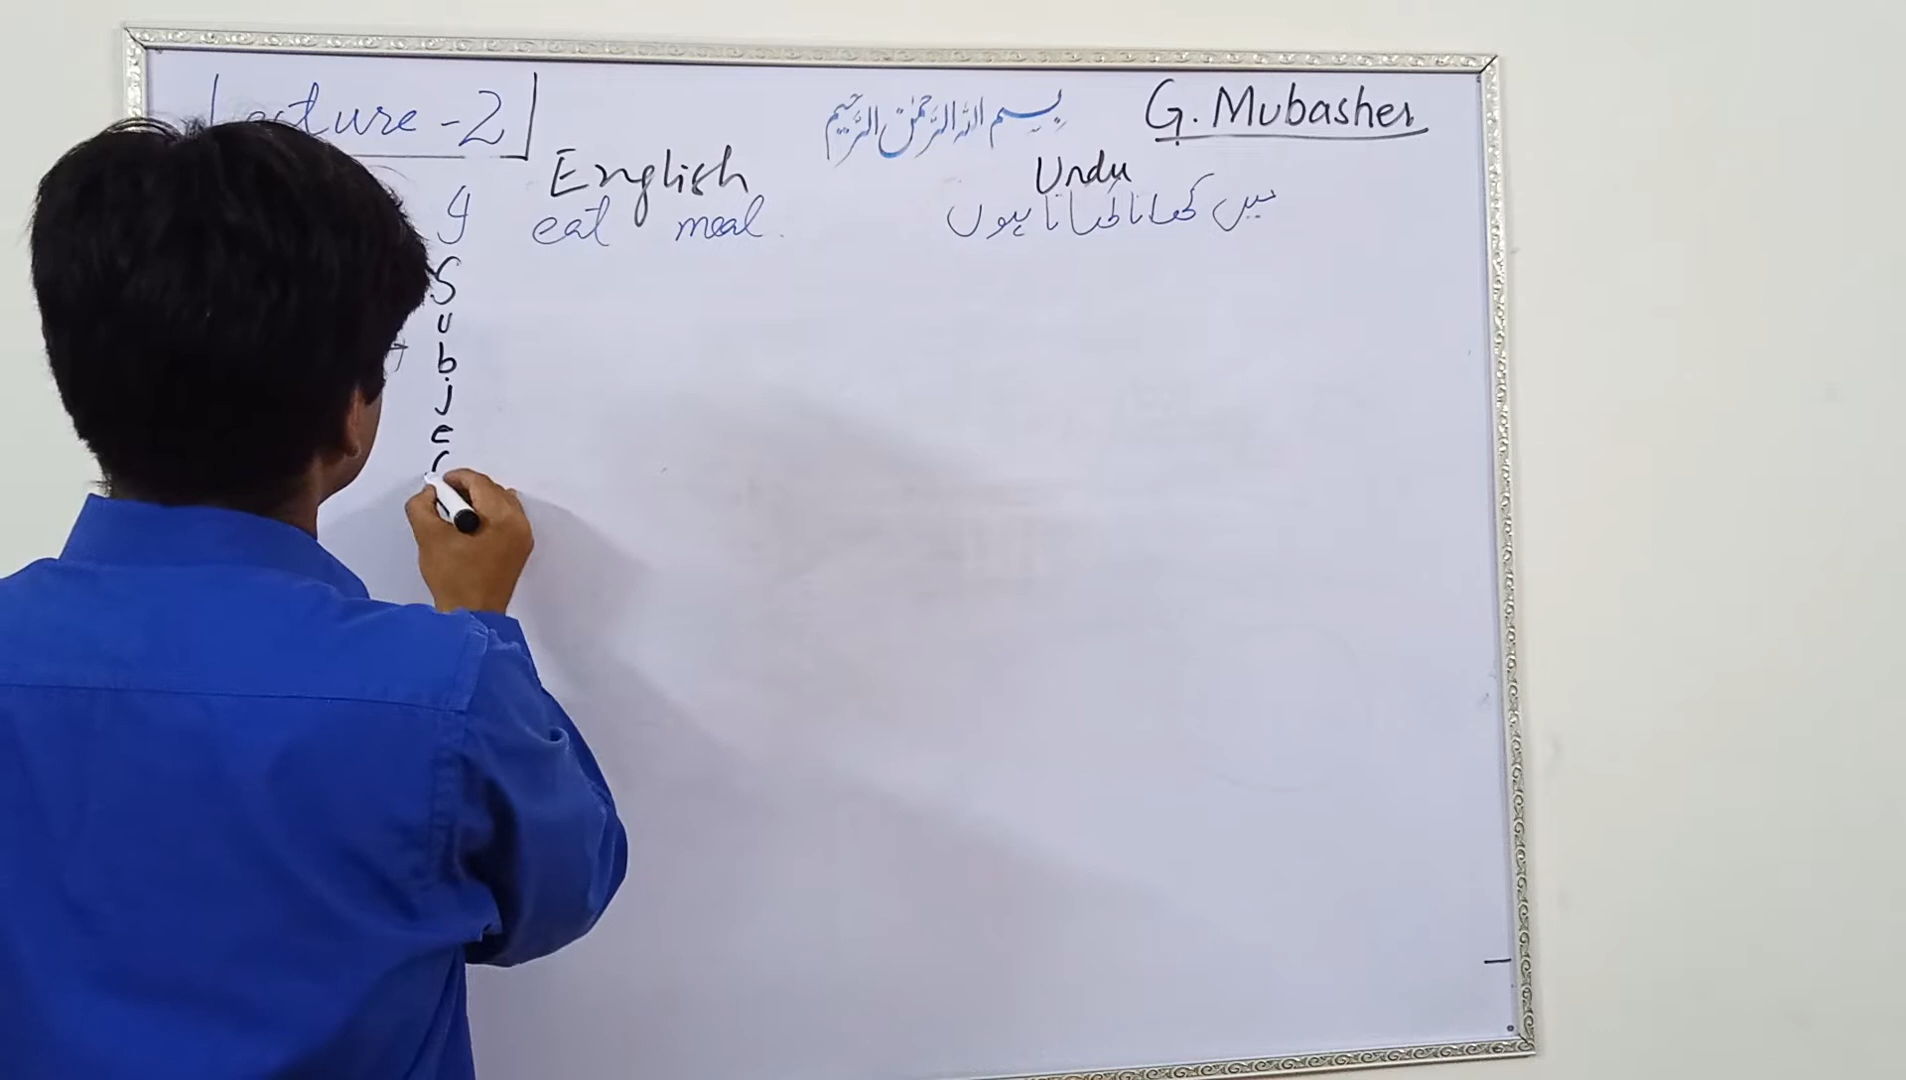 Lecture -2
بسم اللہ الرحمن الرحیم
G. Mubasher
English
Urdu
I eat meal.
میں کھانا کھاتا ہوں
S
u
b
j
e
c